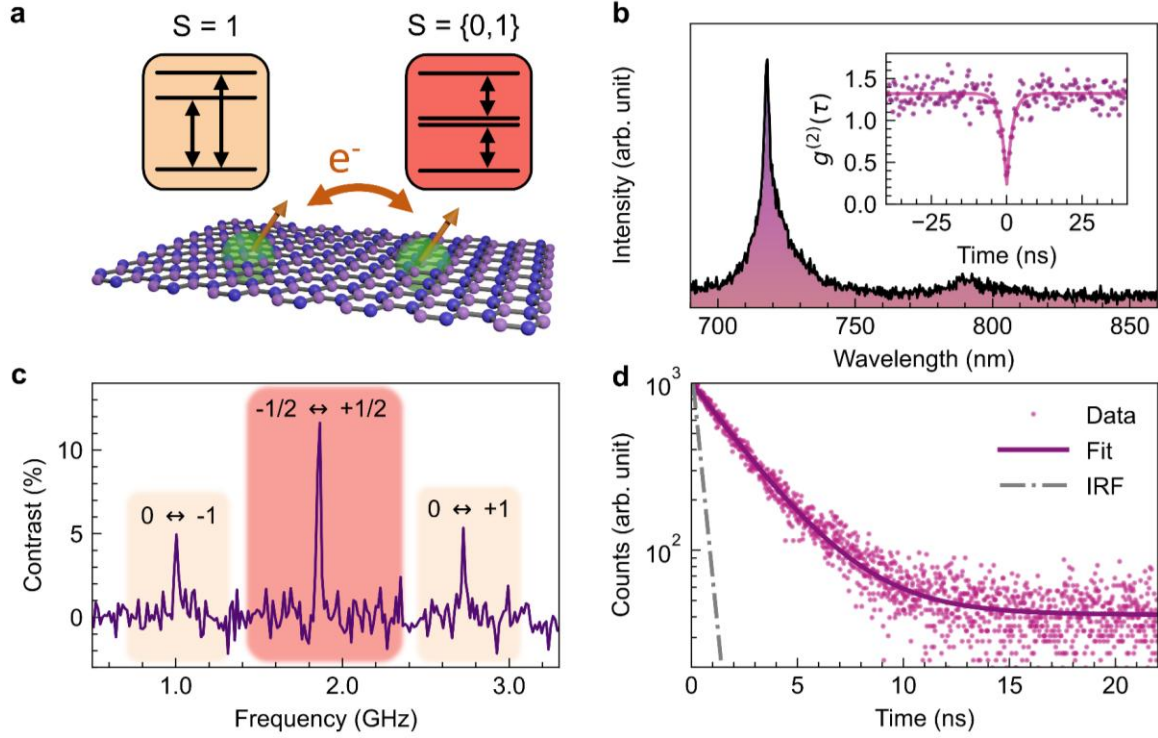 a
S = 1
S = {0,1}
e-
b
Intensity (arb. unit)
g(2)(τ)
1.5
1.0
0.5
0.0
−25
0
25
Time (ns)
700
750
800
850
Wavelength (nm)
c
Contrast (%)
10
5
0
0 ↔ -1
-1/2 ↔ +1/2
0 ↔ +1
1.0
2.0
3.0
Frequency (GHz)
d
Counts (arb. unit)
10³
10²
Data
Fit
IRF
0
5
10
15
20
Time (ns)